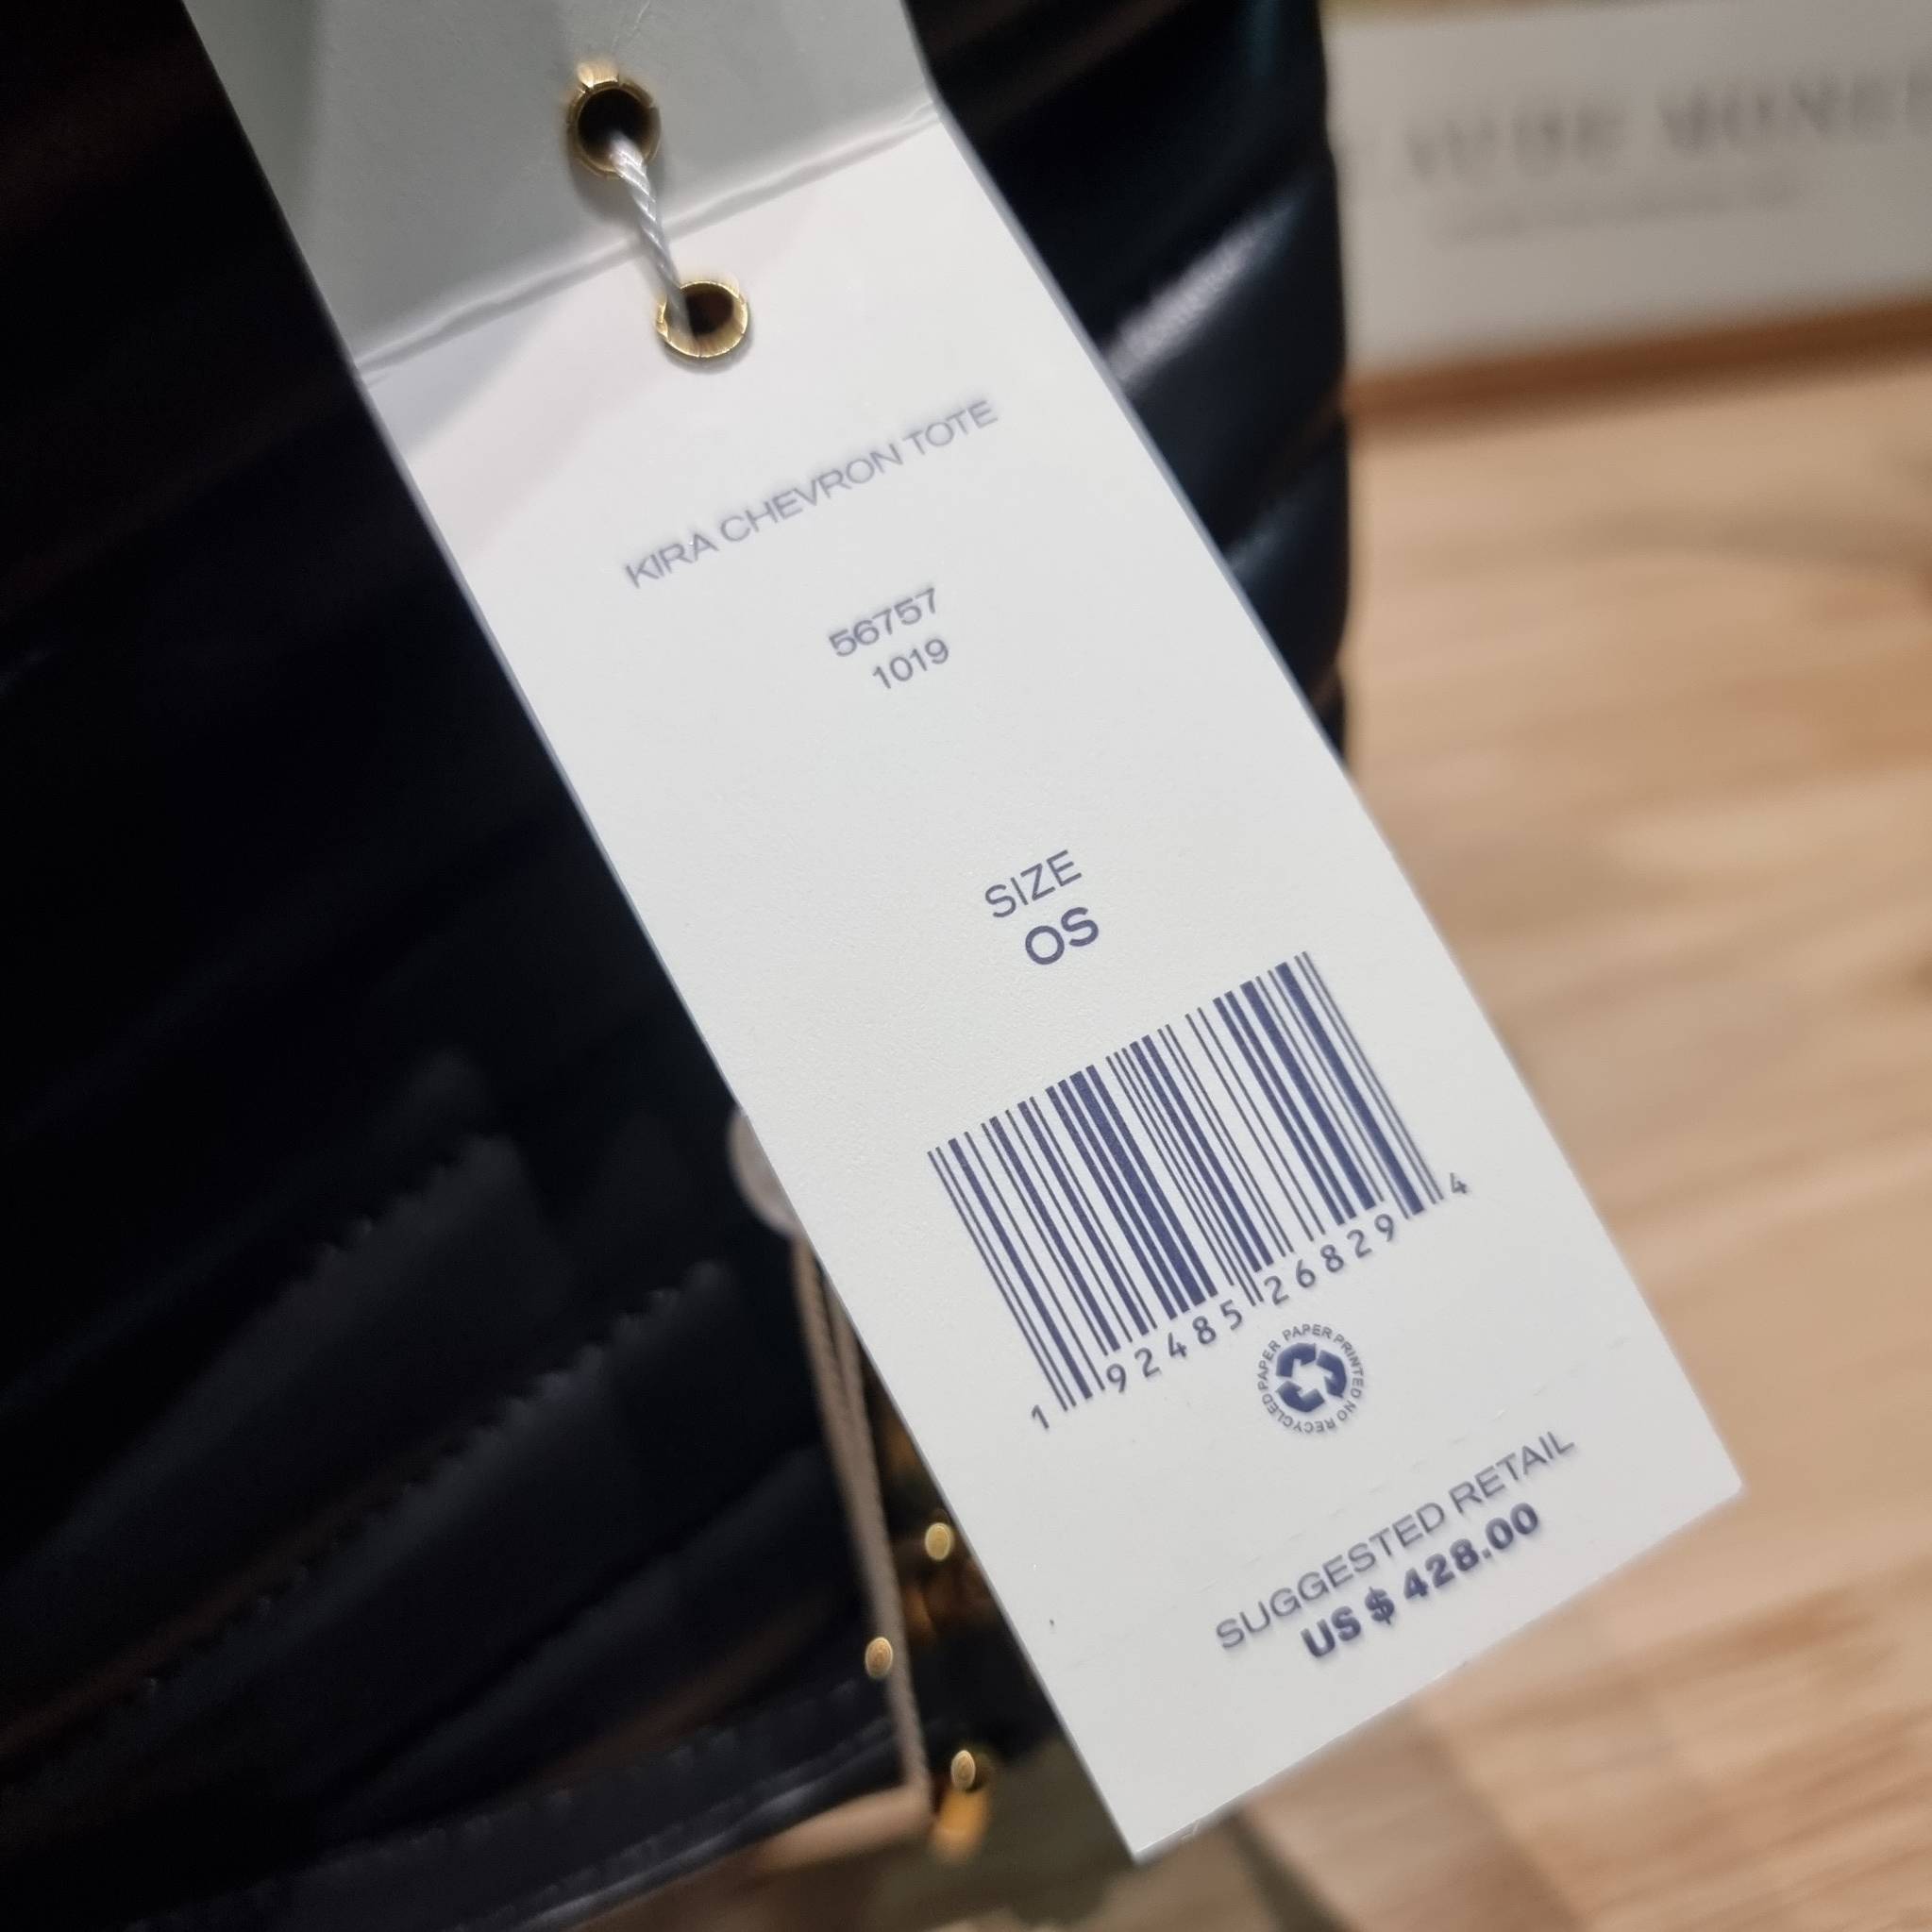 KIRA CHEVRON TOTE
56757
1019
SIZE
OS
1 92485 26829 4
PAPER PRINTED NO RECYCLED PAPER
SUGGESTED RETAIL
US $ 428.00